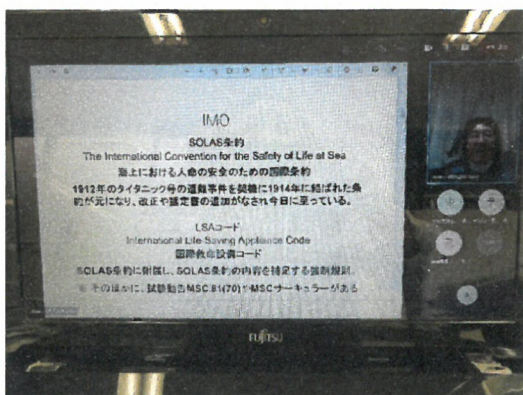 IMO
SOLAS条約
The International Convention for the Safety of Life at Sea
海上における人命の安全のための国際条約
1912年のタイタニック号の遭難事件を契機に1914年に結ばれた条
約が元になり、改正や議定書の追加がなされ今日に至っている。
LSAコード
International Life-Saving Appliance Code
国際救命設備コード
SOLAS条約に附属し、SOLAS条約の内容を補足する強制規則
そのほかに、試験勧告MSC.81(70)やMSCサーキュラーがある
FUJITSU